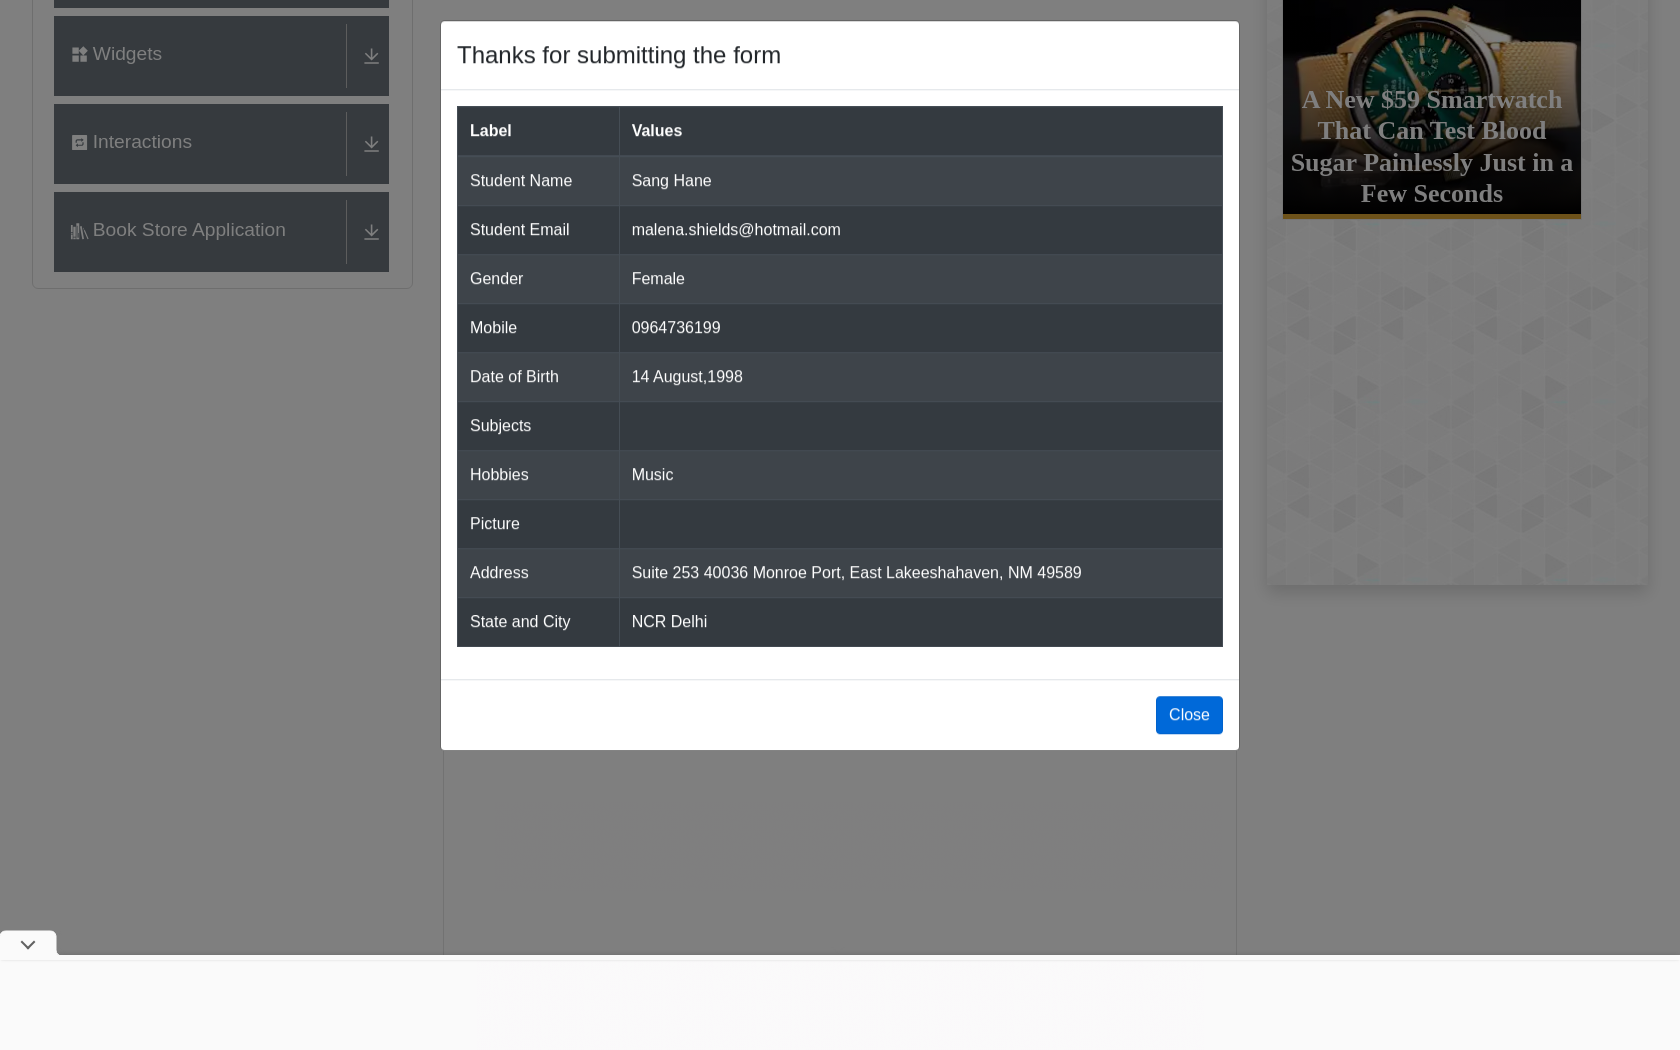 Widgets
Interactions
Book Store Application
Thanks for submitting the form
Label Values
Student Name Sang Hane
Student Email malena.shields@hotmail.com
Gender Female
Mobile 0964736199
Date of Birth 14 August,1998
Subjects
Hobbies Music
Picture
Address Suite 253 40036 Monroe Port, East Lakeeshahaven, NM 49589
State and City NCR Delhi
Close
A New $59 Smartwatch
That Can Test Blood
Sugar Painlessly Just in a
Few Seconds